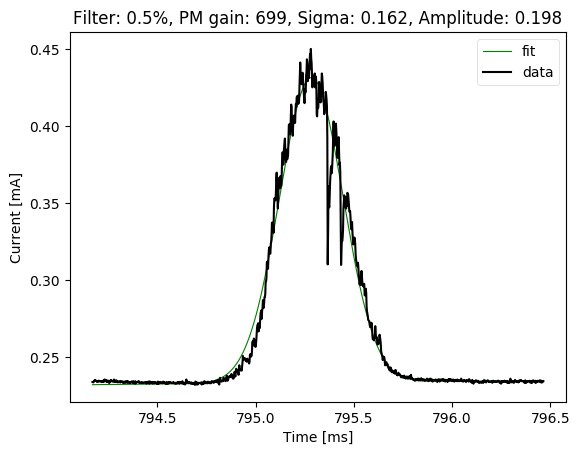 Filter: 0.5%, PM gain: 699, Sigma: 0.162, Amplitude: 0.198
fit
data
0.45
0.40
0.35
0.30
0.25
Current [mA]
794.5
795.0
795.5
796.0
796.5
Time [ms]